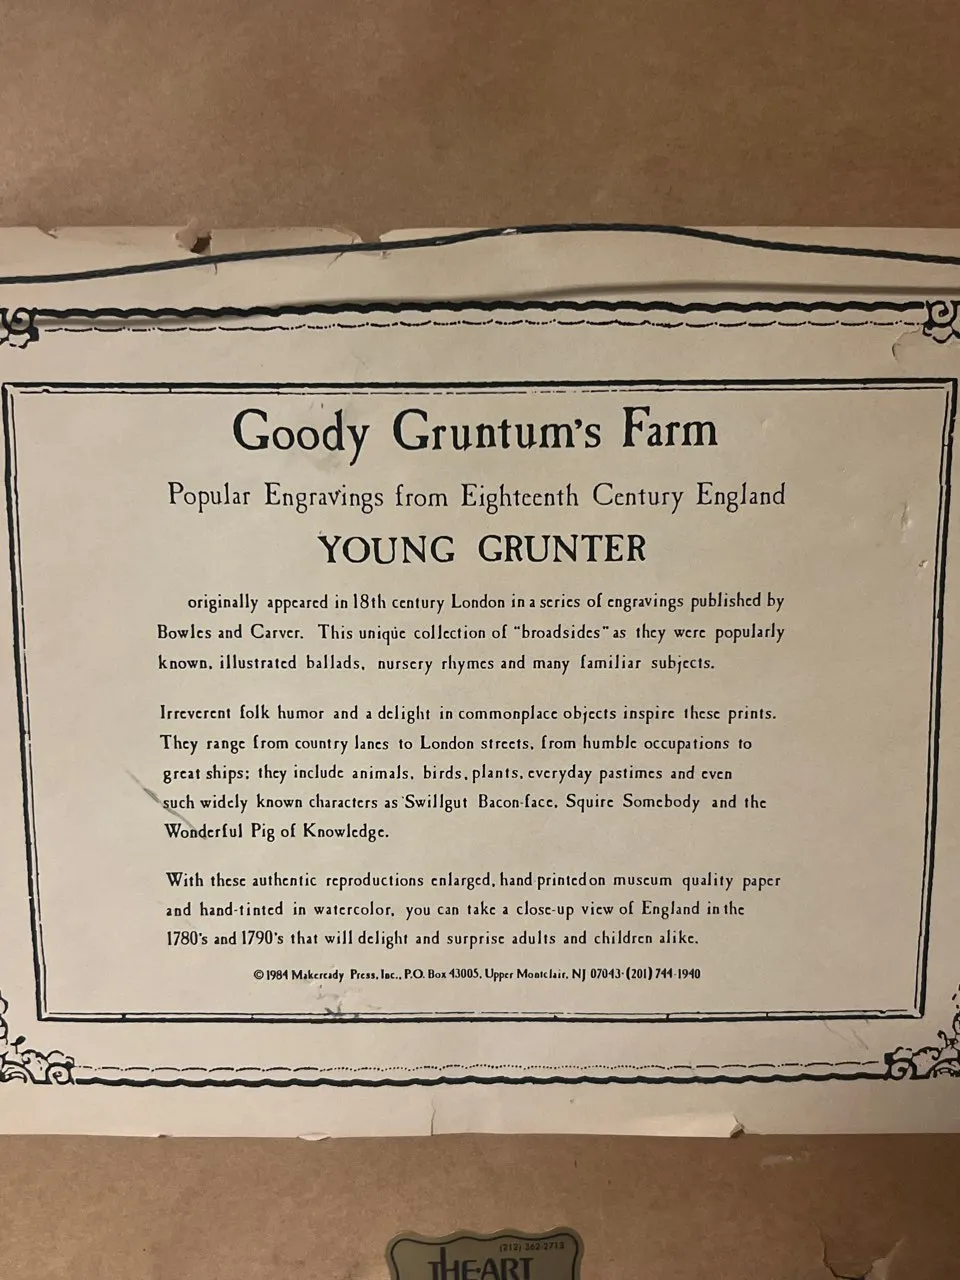 Goody Gruntum's Farm
Popular Engravings from Eighteenth Century England
YOUNG GRUNTER
originally appeared in 18th century London in a series of engravings published by
Bowles and Carver. This unique collection of "broadsides" as they were popularly
known, illustrated ballads, nursery rhymes and many familiar subjects.
Irreverent folk humor and a delight in commonplace objects inspire these prints.
They range from country lanes to London streets, from humble occupations to
great ships; they include animals, birds, plants, everyday pastimes and even
such widely known characters as Swillgut Bacon-face, Squire Somebody and the
Wonderful Pig of Knowledge.
With these authentic reproductions enlarged, hand printed on museum quality paper
and hand-tinted in watercolor, you can take a close-up view of England in the
1780's and 1790's that will delight and surprise adults and children alike.
© 1984 Makeready Press, Inc., P.O. Box 43005, Upper Montclair, NJ 07043·(201) 744-1940
(212) 362-2713
THE·ART